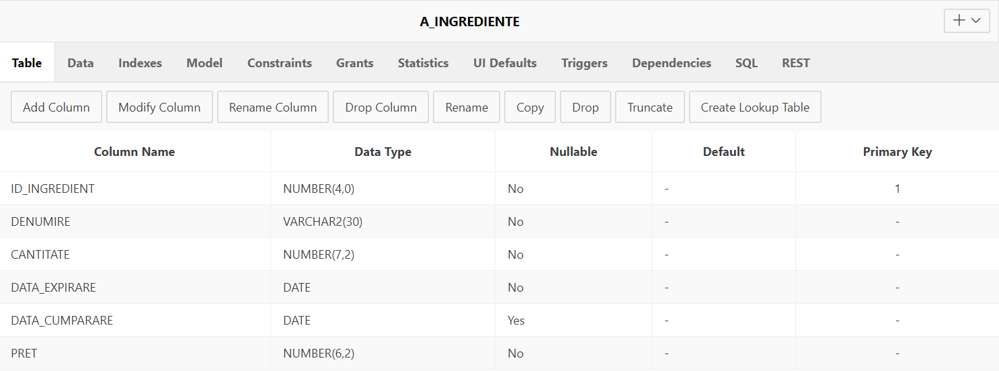 A_INGREDIENTE
Table Data Indexes Model Constraints Grants Statistics UI Defaults Triggers Dependencies SQL REST
Add Column Modify Column Rename Column Drop Column Rename Copy Drop Truncate Create Lookup Table
Column Name Data Type Nullable Default Primary Key
ID_INGREDIENT NUMBER(4,0) No - 1
DENUMIRE VARCHAR2(30) No - -
CANTITATE NUMBER(7,2) No - -
DATA_EXPIRARE DATE No - -
DATA_CUMPARARE DATE Yes - -
PRET NUMBER(6,2) No - -